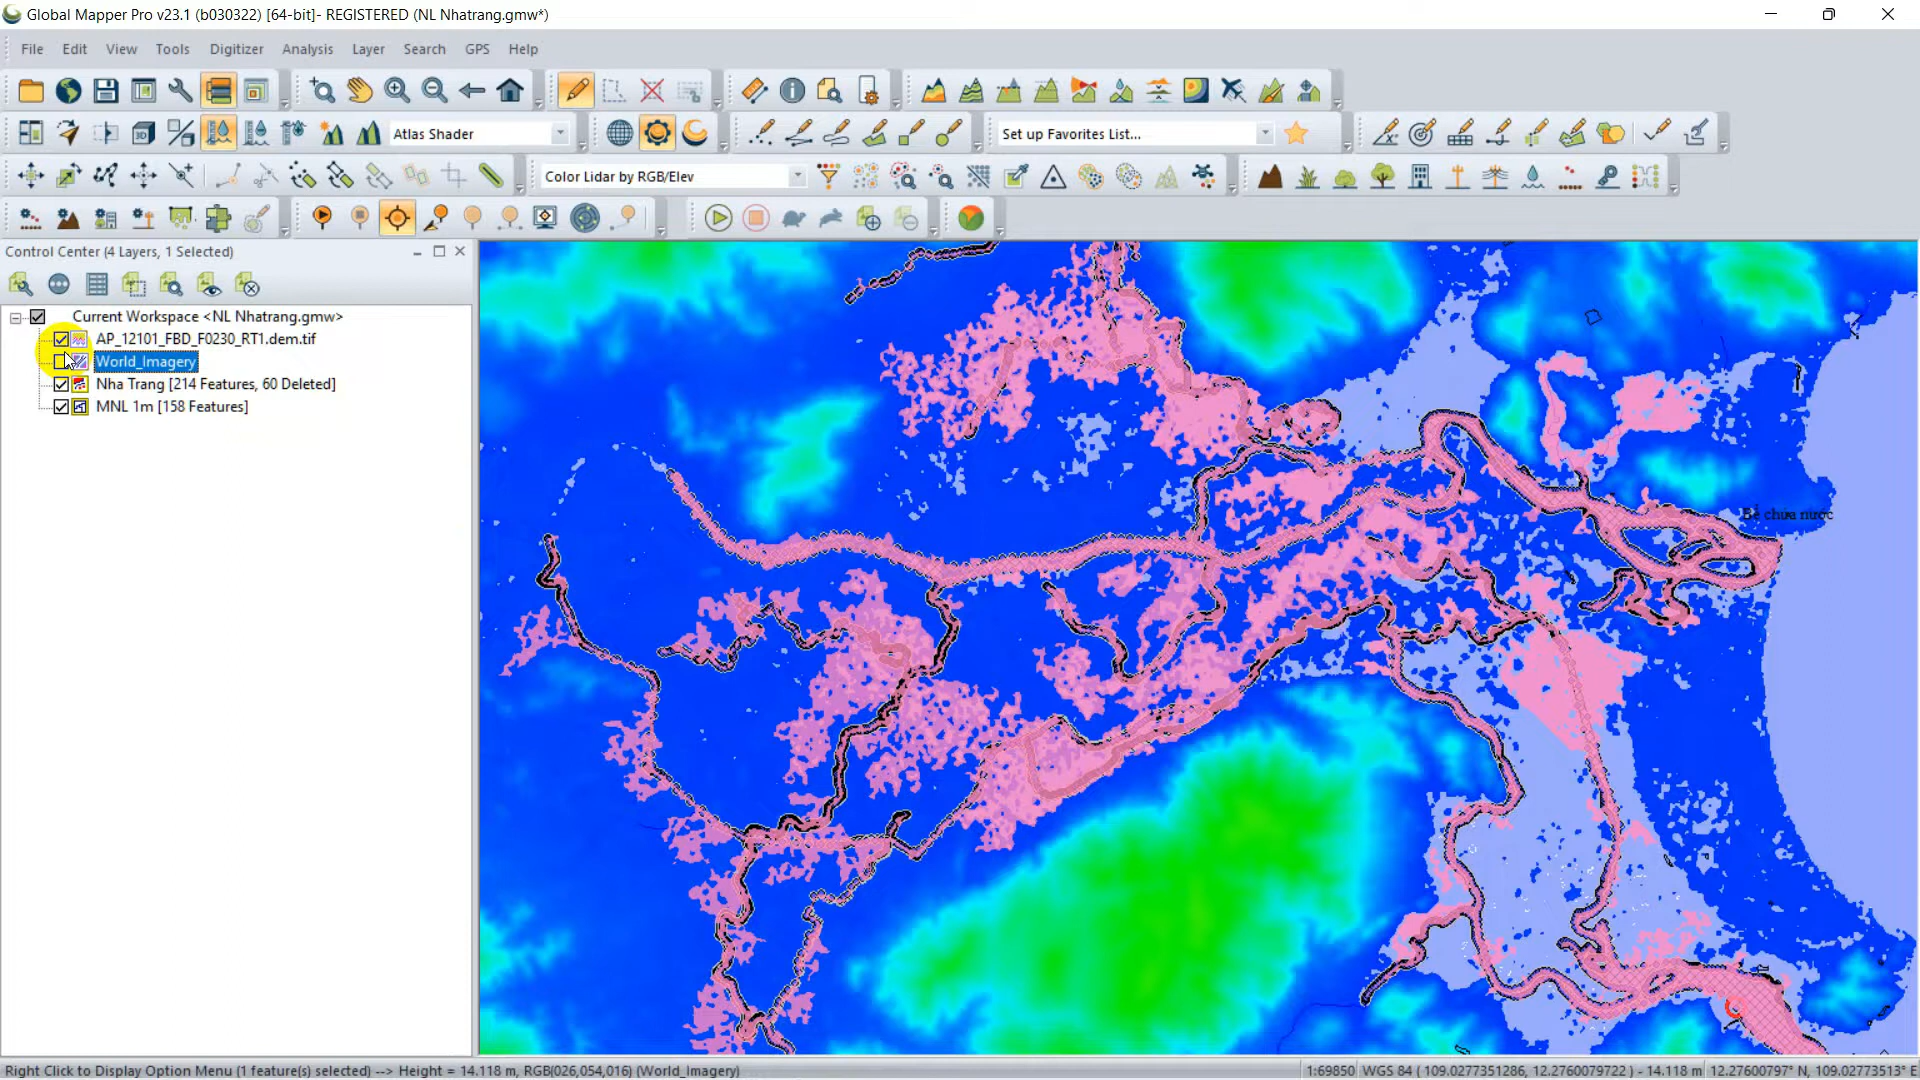 Global Mapper Pro v23.1 (b030322) [64-bit]- REGISTERED (NL Nhatrang.gmw*)
File Edit View Tools Digitizer Analysis Layer Search GPS Help
Atlas Shader
Set up Favorites List...
Color Lidar by RGB/Elev
Control Center (4 Layers, 1 Selected)
Current Workspace <NL Nhatrang.gmw>
AP_12101_FBD_F0230_RT1.dem.tif
World_Imagery
Nha Trang [214 Features, 60 Deleted]
MNL 1m [158 Features]
Bể chứa nước
Right Click to Display Option Menu (1 feature(s) selected) --> Height = 14.118 m, RGB(026,054,016) (World_Imagery)
1:69850 WGS 84 ( 109.0277351286, 12.2760079722 ) - 14.118 m 12.27600797° N, 109.02773513° E